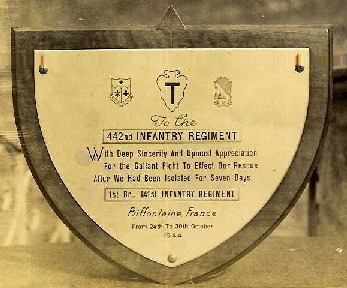 T
To the
442nd INFANTRY REGIMENT
With Deep Sincerity And Utmost Appreciation
For the Gallant Fight To Effect Our Rescue
After We Had Been Isolated For Seven Days.
1st Bn. 141st INFANTRY REGIMENT
Biffontaine, France
From 24th To 30th October
1944